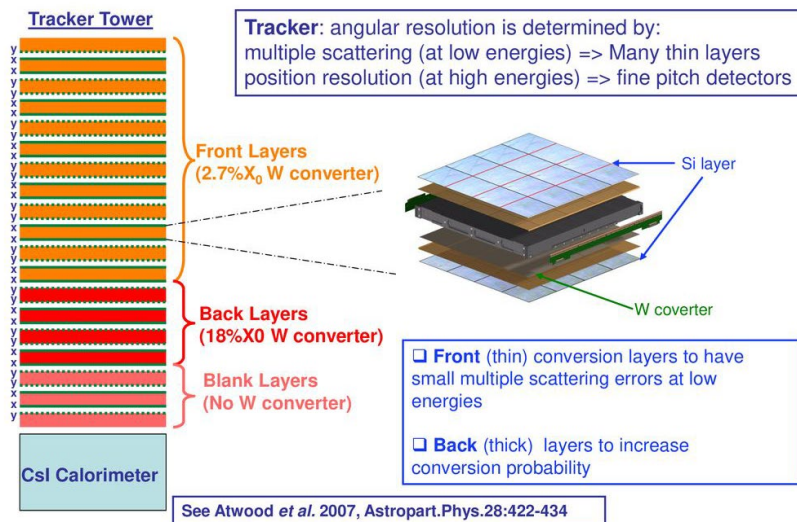 Tracker Tower
y
x
x
y
y
x
x
y
y
x
x
y
y
x
x
y
y
x
x
y
y
x
x
y
y
x
x
y
y
x
x
y
y
x
x
y
Front Layers
(2.7%X₀ W converter)
Back Layers
(18%X0 W converter)
Blank Layers
(No W converter)
CsI Calorimeter
Tracker: angular resolution is determined by:
multiple scattering (at low energies) => Many thin layers
position resolution (at high energies) => fine pitch detectors
Si layer
W coverter
❑ Front (thin) conversion layers to have
small multiple scattering errors at low
energies
❑ Back (thick) layers to increase
conversion probability
See Atwood et al. 2007, Astropart.Phys.28:422-434